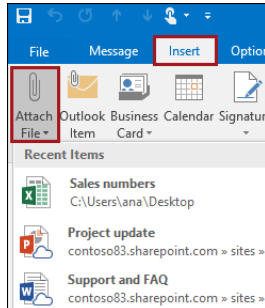 File Message Insert Optio
Attach Outlook Business Calendar Signatur
File Item Card
Recent Items
Sales numbers
C:\Users\ana\Desktop
Project update
contoso83.sharepoint.com » sites »
Support and FAQ
contoso83.sharepoint.com » sites »